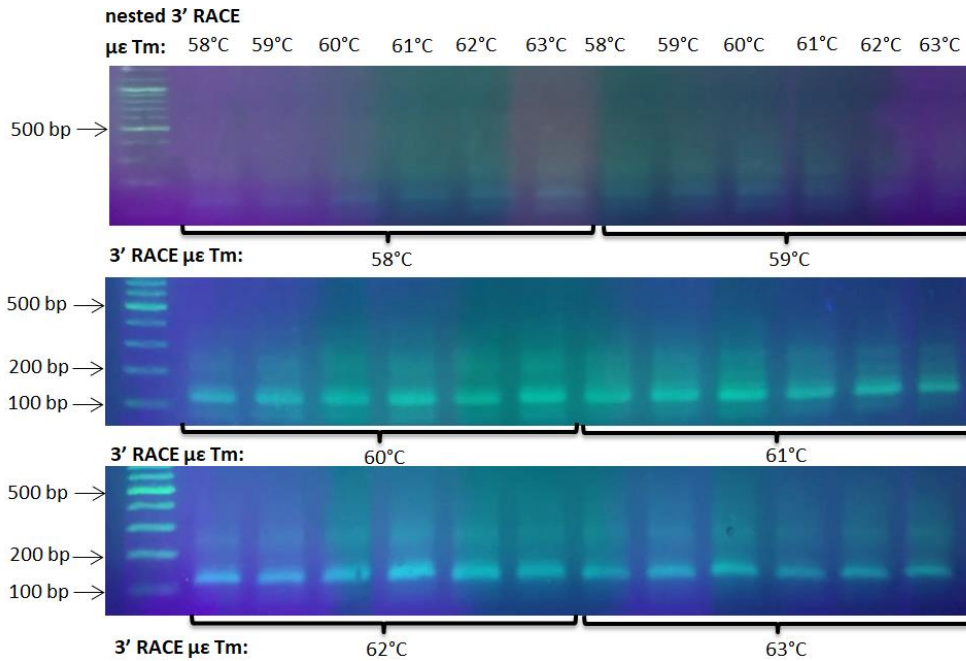 nested 3’ RACE
με Tm: 58°C 59°C 60°C 61°C 62°C 63°C 58°C 59°C 60°C 61°C 62°C 63°C
500 bp
3’ RACE με Tm: 58°C 59°C
500 bp
200 bp
100 bp
3’ RACE με Tm: 60°C 61°C
500 bp
200 bp
100 bp
3’ RACE με Tm: 62°C 63°C